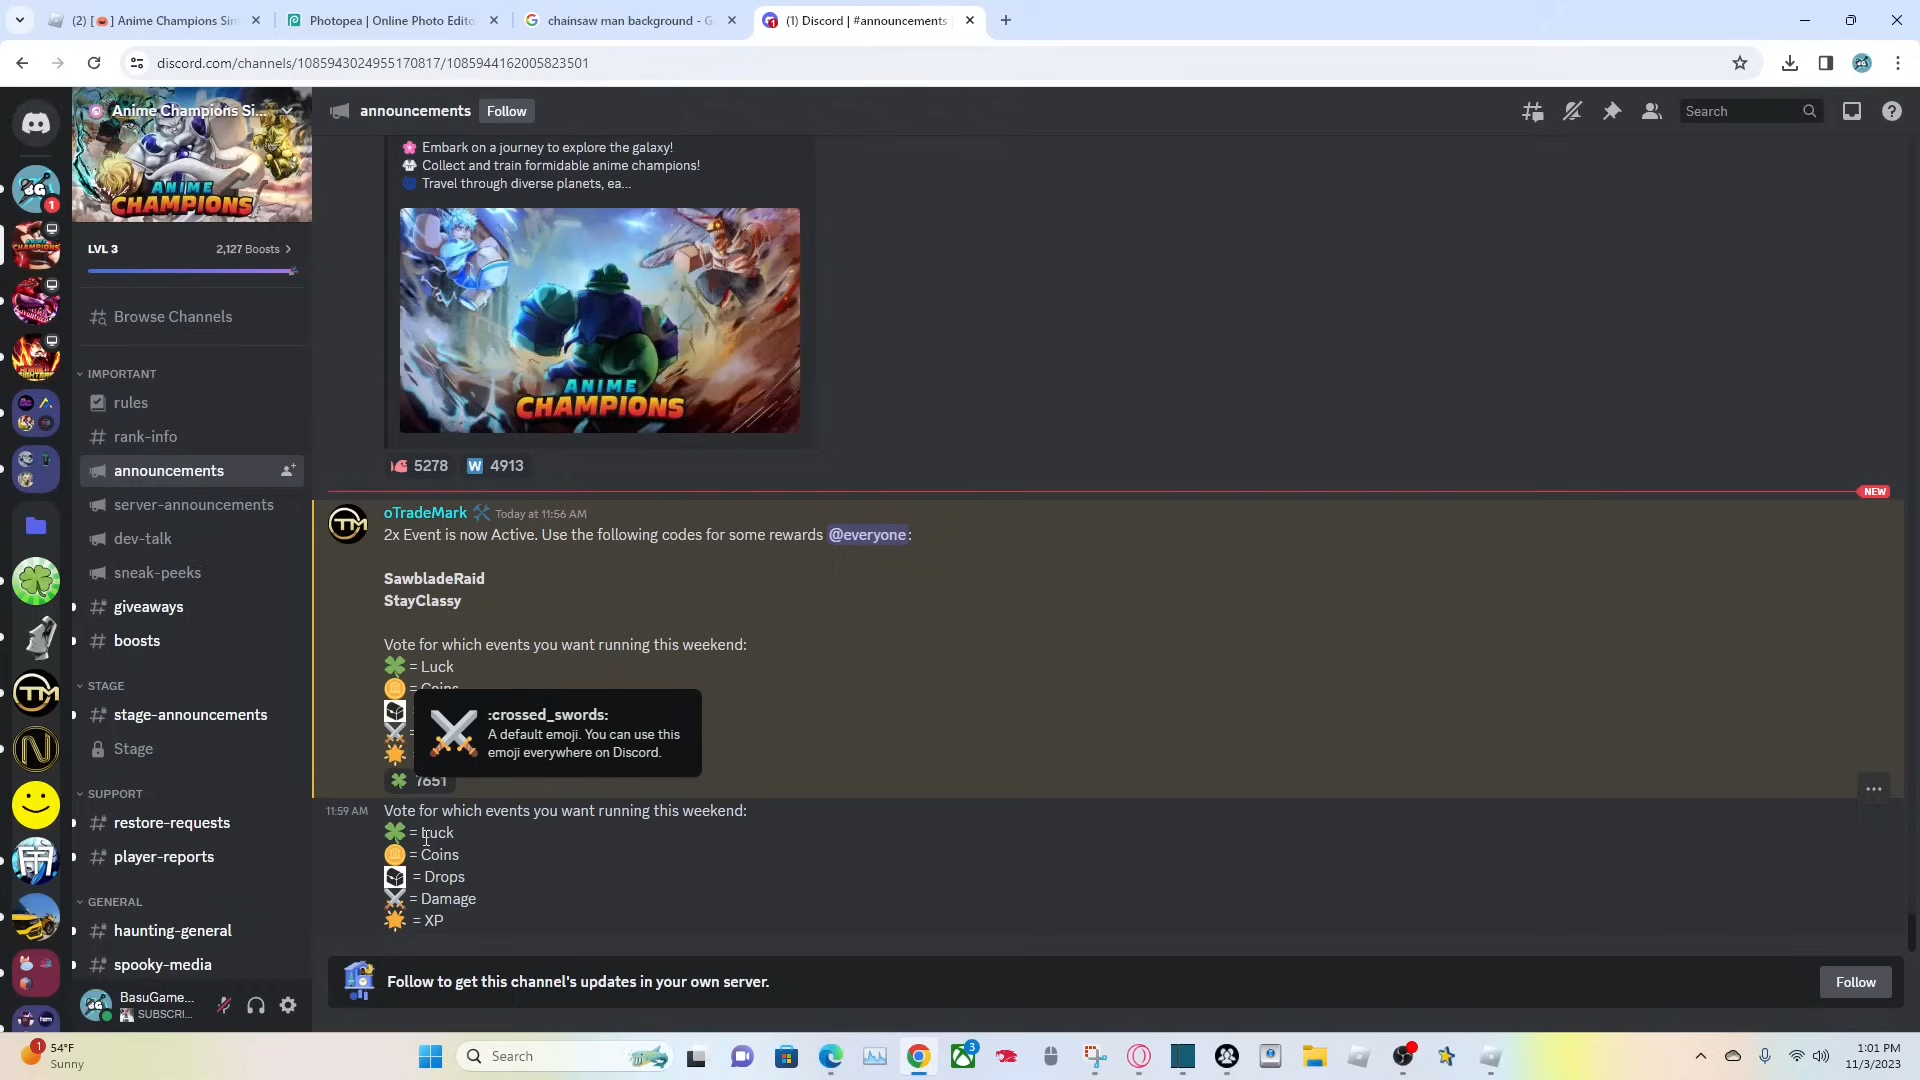 (2) [🎃] Anime Champions Sim
Photopea | Online Photo Edito
chainsaw man background - G
(1) Discord | #announcements
discord.com/channels/1085943024955170817/1085944162005823501
Anime Champions Si...
announcements
Follow
Search
ANIME
CHAMPIONS
LVL 3
2,127 Boosts
Browse Channels
IMPORTANT
rules
rank-info
announcements
server-announcements
dev-talk
sneak-peeks
giveaways
boosts
STAGE
stage-announcements
Stage
SUPPORT
restore-requests
player-reports
GENERAL
haunting-general
spooky-media
BasuGame...
SUBSCRI...
Embark on a journey to explore the galaxy!
Collect and train formidable anime champions!
Travel through diverse planets, ea...
ANIME
CHAMPIONS
5278
W 4913
NEW
TM
oTradeMark Today at 11:56 AM
2x Event is now Active. Use the following codes for some rewards @everyone:
SawbladeRaid
StayClassy
Vote for which events you want running this weekend:
🍀 = Luck
= Coins
:crossed_swords:
A default emoji. You can use this
emoji everywhere on Discord.
7651
11:59 AM
Vote for which events you want running this weekend:
🍀 = Luck
= Coins
= Drops
⚔ = Damage
= XP
Follow to get this channel's updates in your own server.
Follow
1
54°F
Sunny
Search
3
1:01 PM
11/3/2023